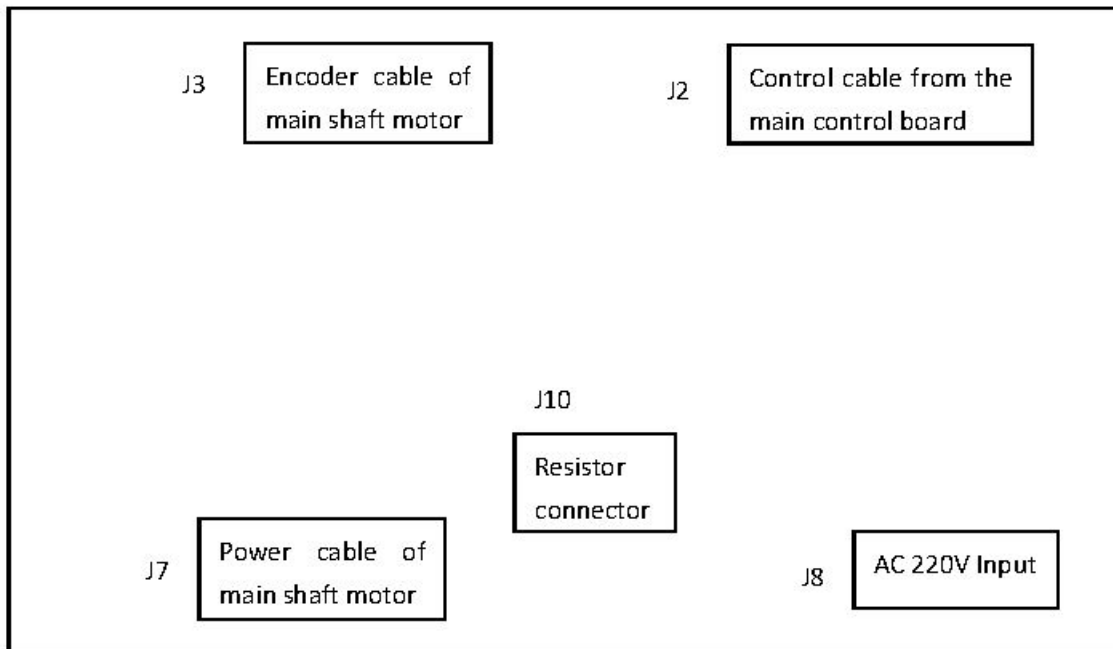 J3
Encoder cable of
main shaft motor
J2
Control cable from the
main control board
J10
Resistor
connector
J7
Power cable of
main shaft motor
J8
AC 220V Input